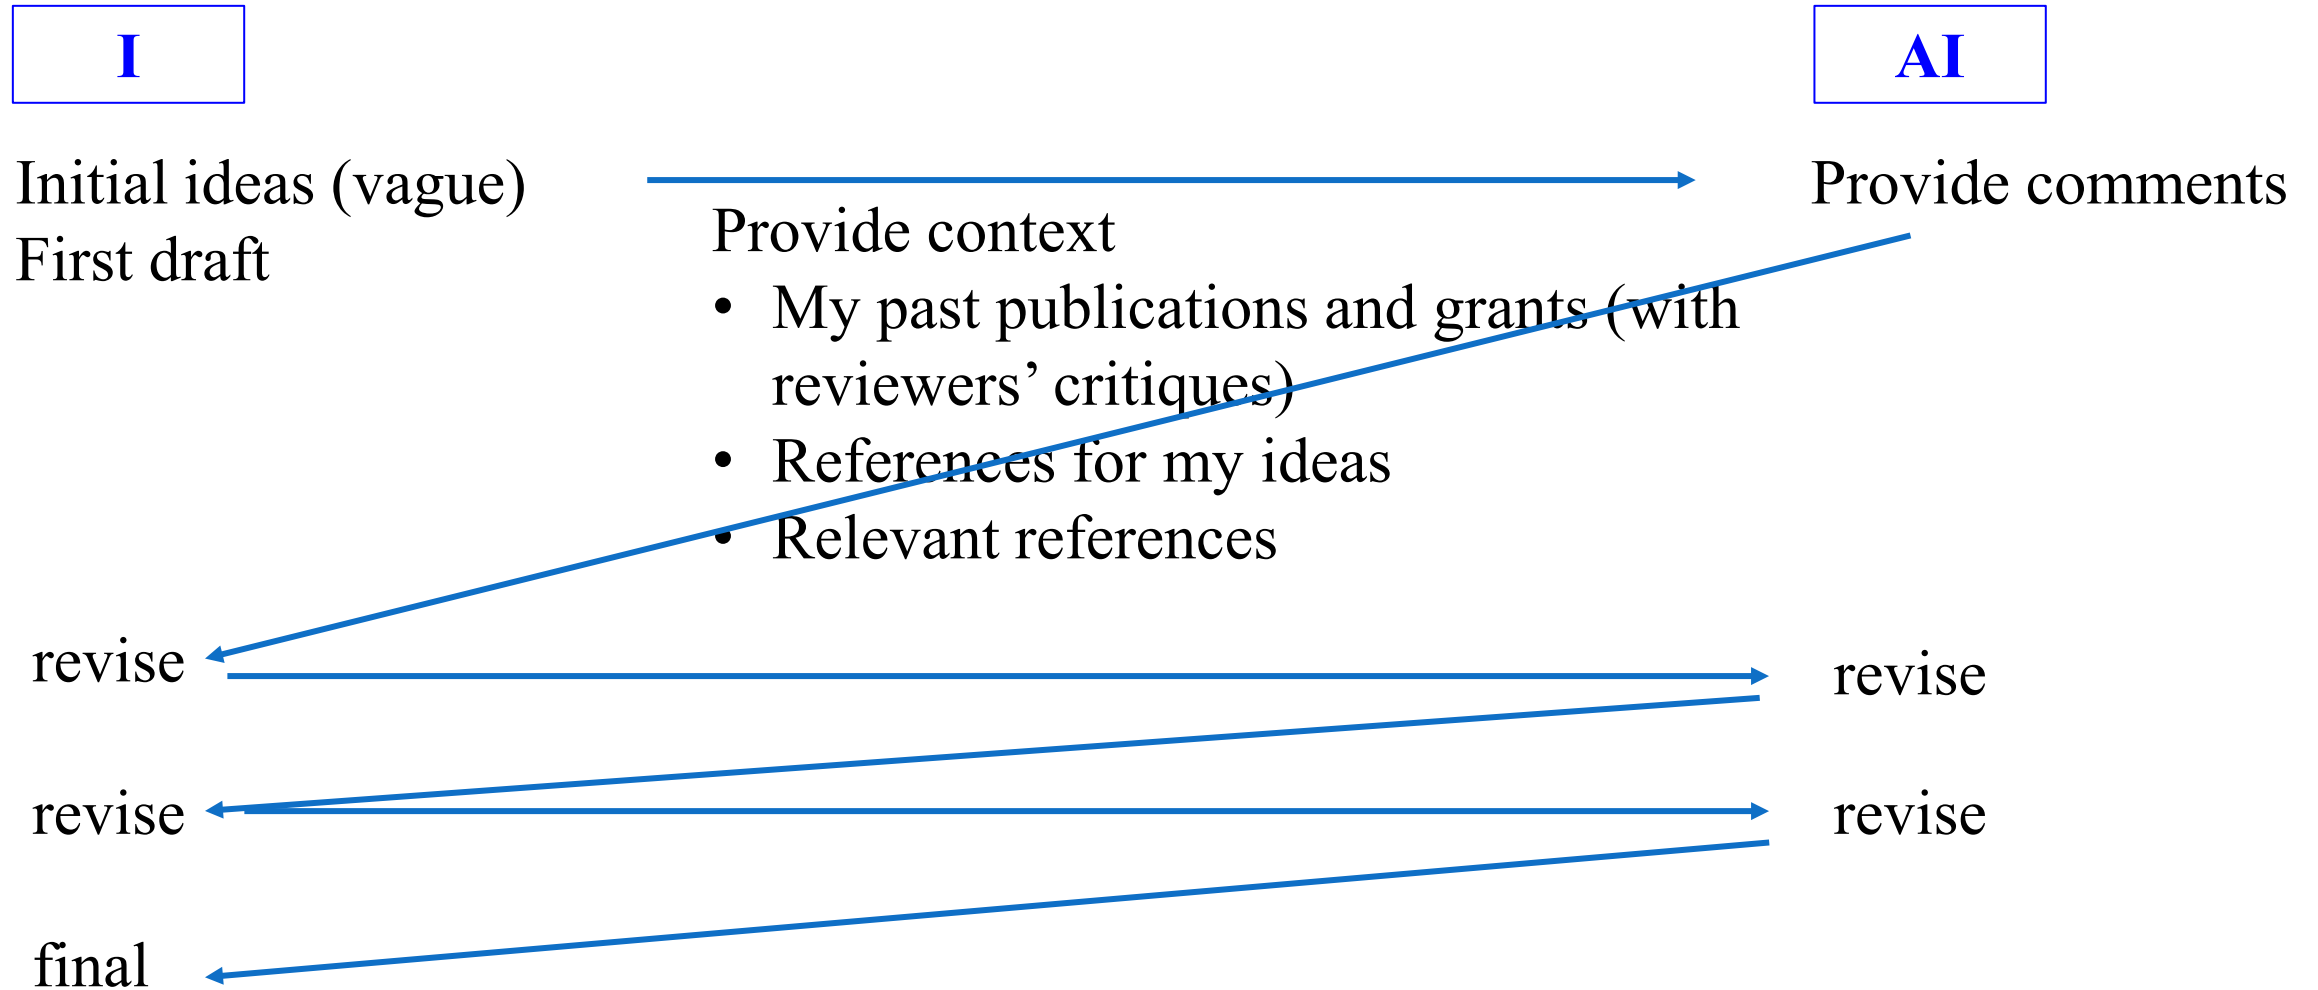 I
AI
Initial ideas (vague)
First draft
Provide comments
Provide context
• My past publications and grants (with
reviewers’ critiques)
• References for my ideas
• Relevant references
revise
revise
revise
revise
final